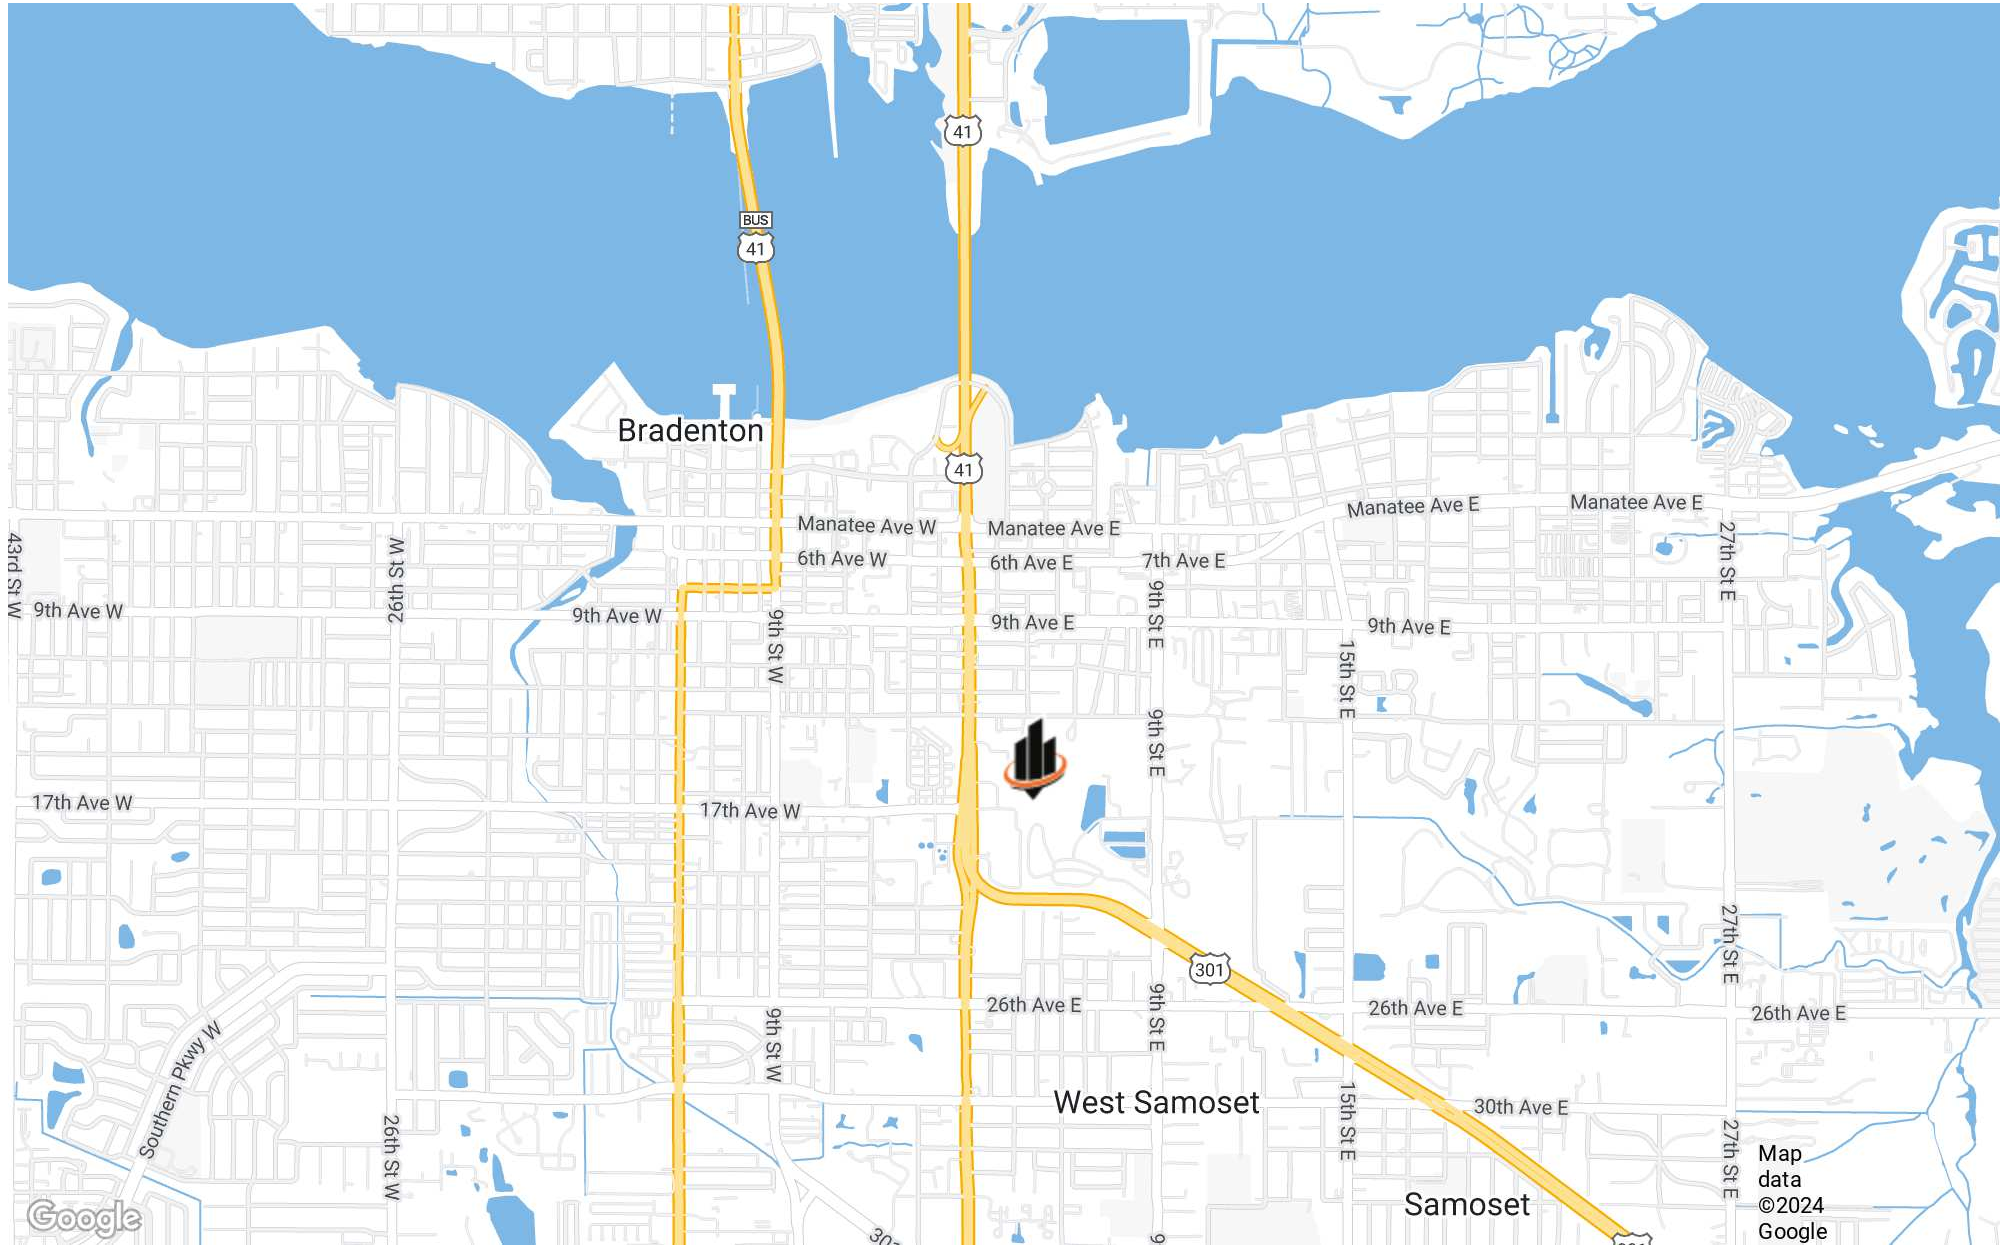 41
BUS
41
Bradenton
41
Manatee Ave E
Manatee Ave E
Manatee Ave W
Manatee Ave E
43rd St W
26th St W
27th St E
6th Ave W
6th Ave E
7th Ave E
9th Ave W
9th Ave W
9th St W
9th Ave E
9th St E
9th Ave E
15th St E
9th St E
17th Ave W
17th Ave W
27th St E
301
26th Ave E
9th St E
26th Ave E
26th Ave E
9th St W
Southern Pkwy W
West Samoset
15th St E
30th Ave E
26th St W
27th St E
Samoset
Map
data
©2024
Google
Google